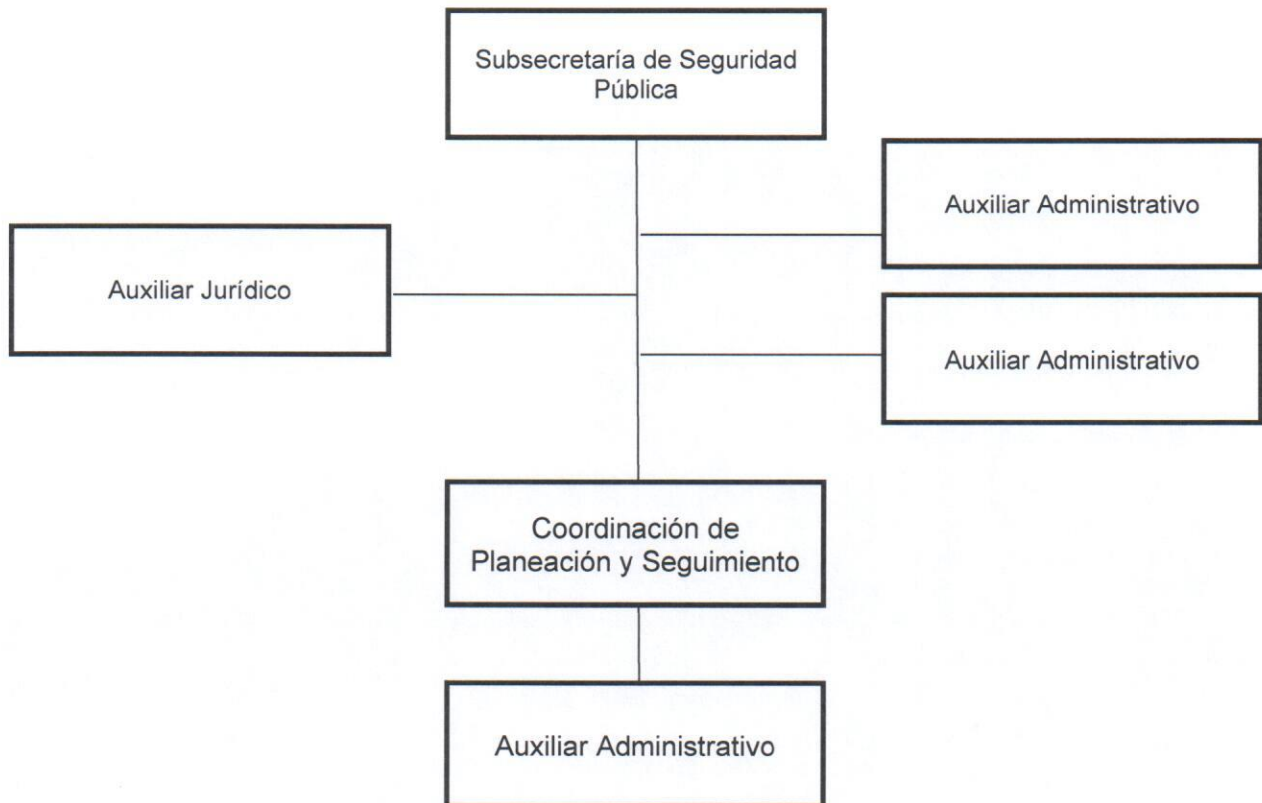 Subsecretaría de Seguridad
Pública
Auxiliar Administrativo
Auxiliar Jurídico
Auxiliar Administrativo
Coordinación de
Planeación y Seguimiento
Auxiliar Administrativo